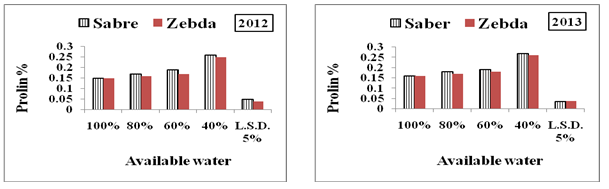 Sabre Zebda 2012
Prolin %
0.3
0.25
0.2
0.15
0.1
0.05
0
100% 80% 60% 40% L.S.D. 5%
Available water
Saber Zebda 2013
Prolin %
0.3
0.25
0.2
0.15
0.1
0.05
0
100% 80% 60% 40% L.S.D. 5%
Available water